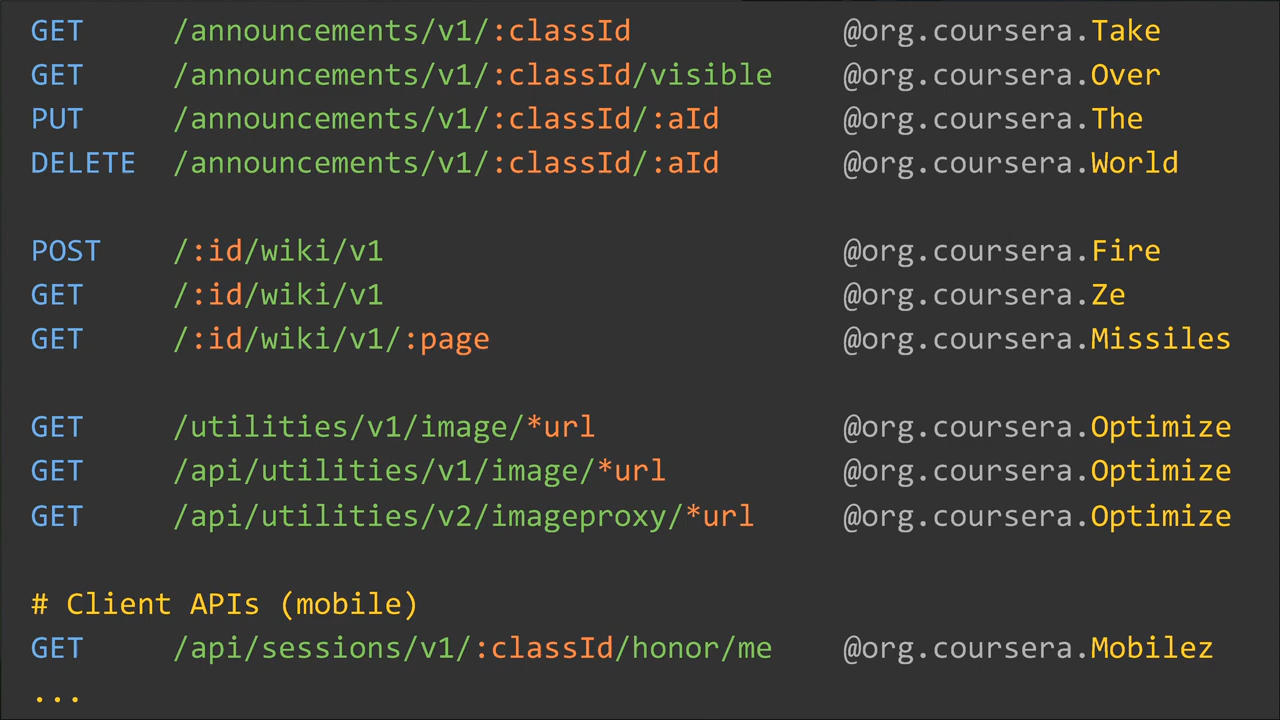 GET /announcements/v1/:classId @org.coursera.Take
GET /announcements/v1/:classId/visible @org.coursera.Over
PUT /announcements/v1/:classId/:aId @org.coursera.The
DELETE /announcements/v1/:classId/:aId @org.coursera.World
POST /:id/wiki/v1 @org.coursera.Fire
GET /:id/wiki/v1 @org.coursera.Ze
GET /:id/wiki/v1/:page @org.coursera.Missiles
GET /utilities/v1/image/*url @org.coursera.Optimize
GET /api/utilities/v1/image/*url @org.coursera.Optimize
GET /api/utilities/v2/imageproxy/*url @org.coursera.Optimize
# Client APIs (mobile)
GET /api/sessions/v1/:classId/honor/me @org.coursera.Mobilez
...